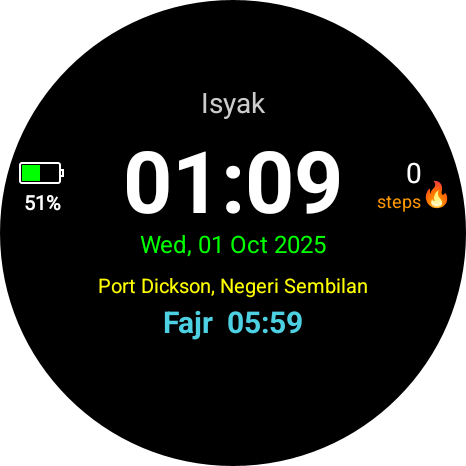 Isyak
01:09
51%
0
steps
Wed, 01 Oct 2025
Port Dickson, Negeri Sembilan
Fajr 05:59